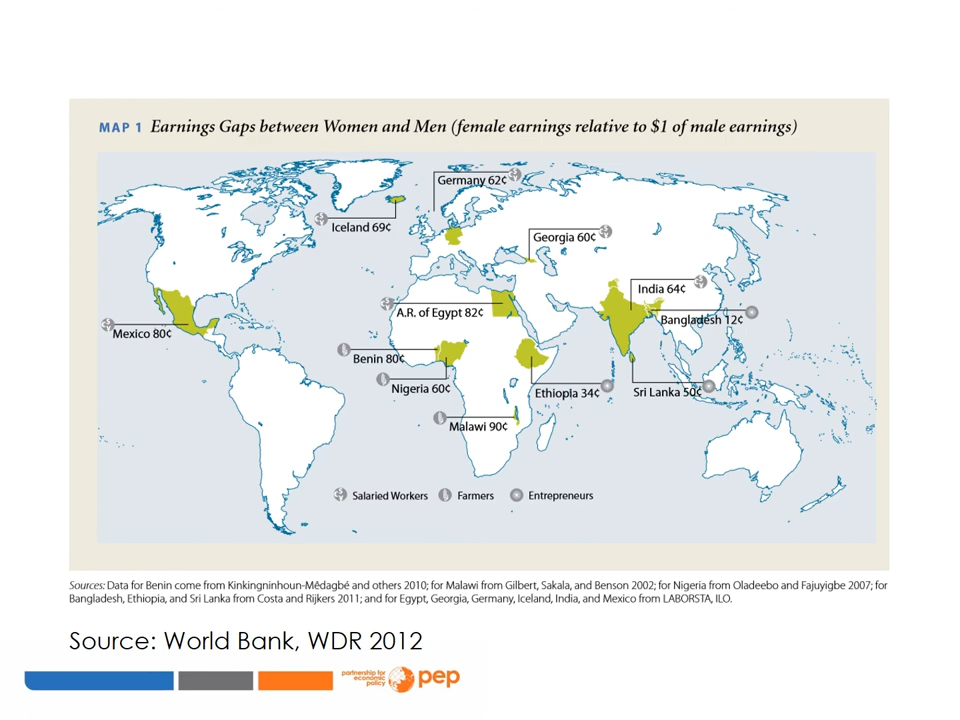 MAP 1 Earnings Gaps between Women and Men (female earnings relative to $1 of male earnings)
Germany 62¢
Iceland 69¢
Georgia 60¢
India 64¢
A.R. of Egypt 82¢
Bangladesh 12¢
Mexico 80¢
Benin 80¢
Nigeria 60¢
Ethiopia 34¢
Sri Lanka 50¢
Malawi 90¢
Salaried Workers
Farmers
Entrepreneurs
Sources: Data for Benin come from Kinkingninhoun-Mêdagbé and others 2010; for Malawi from Gilbert, Sakala, and Benson 2002; for Nigeria from Oladeebo and Fajuyigbe 2007; for
Bangladesh, Ethiopia, and Sri Lanka from Costa and Rijkers 2011; and for Egypt, Georgia, Germany, Iceland, India, and Mexico from LABORSTA, ILO.
Source: World Bank, WDR 2012
partnership for
economic
policy
pep